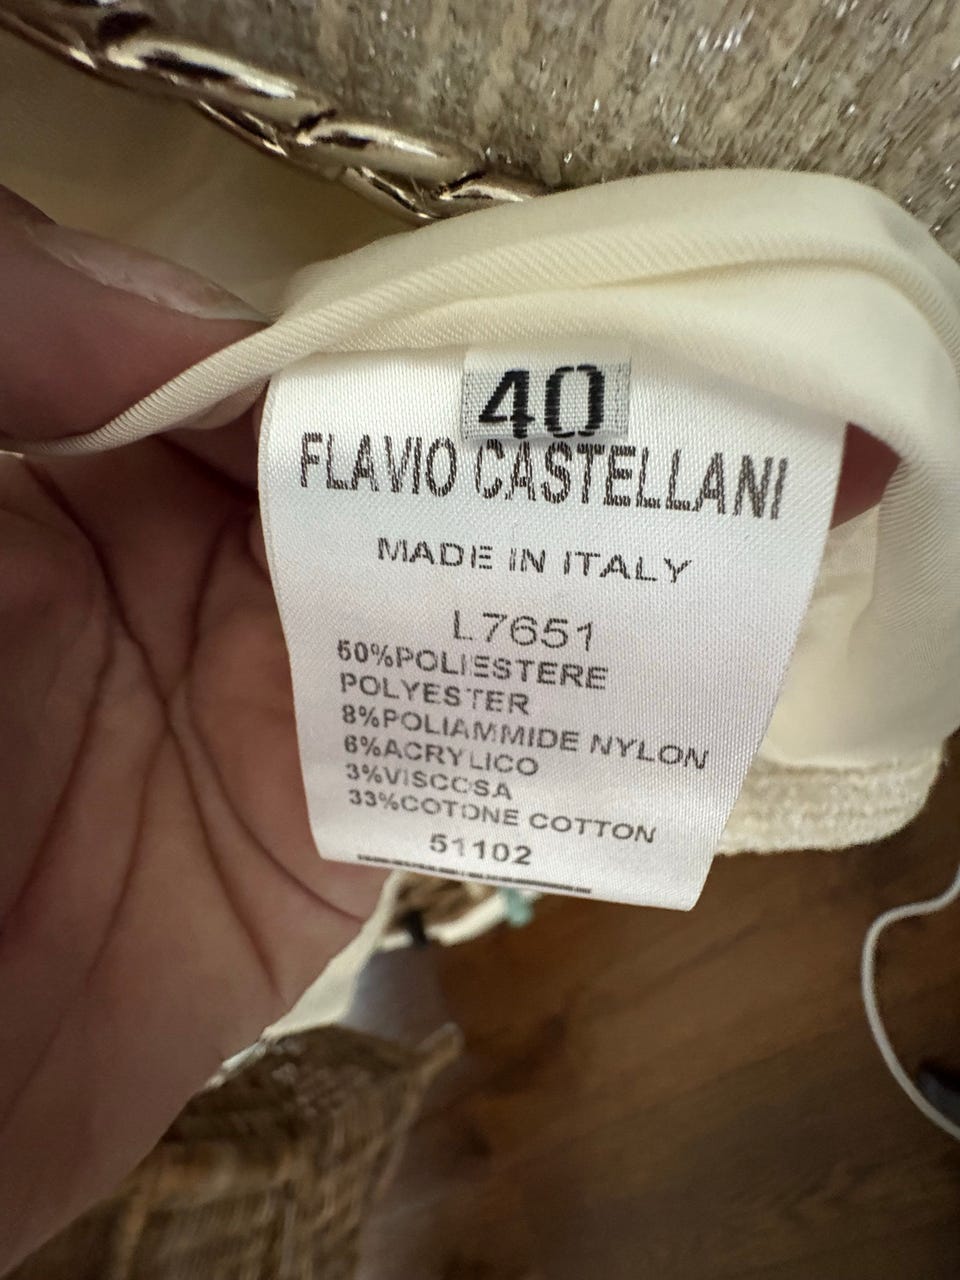 40
FLAVIO CASTELLANI
MADE IN ITALY
L7651
50%POLIESTERE
POLYESTER
8%POLIAMMIDE NYLON
6%ACRYLICO
3%VISCOSA
33%COTONE COTTON
51102